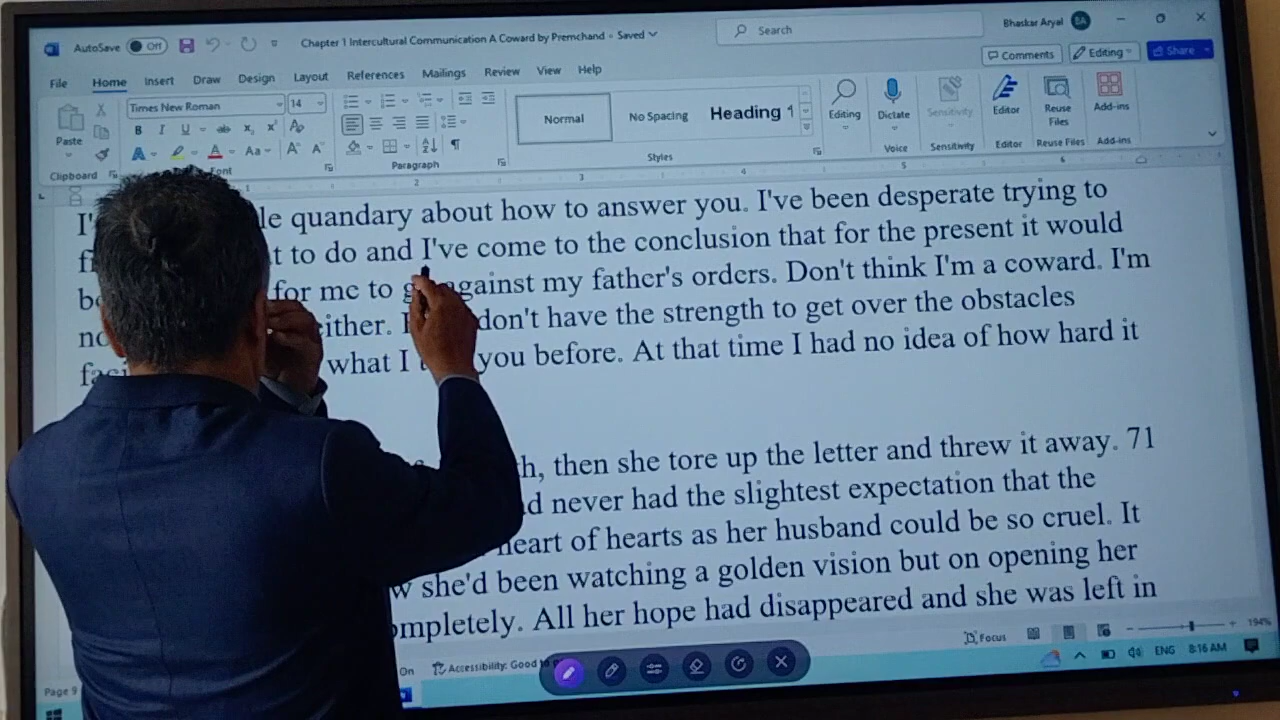 AutoSave Off Chapter 1 Intercultural Communication A Coward by Premchand • Saved Search Bhaskar Aryal BA
File Home Insert Draw Design Layout References Mailings Review View Help Comments Editing Share
Times New Roman 14
Paste
Normal No Spacing Heading 1
Editing Dictate Sensitivity Editor Reuse Files Add-ins
Clipboard Font Paragraph Styles Voice Sensitivity Editor Reuse Files Add-ins
quandary about how to answer you. I've been desperate trying to
to do and I've come to the conclusion that for the present it would
for me to against my father's orders. Don't think I'm a coward. I'm
don't have the strength to get over the obstacles
what I you before. At that time I had no idea of how hard it
then she tore up the letter and threw it away. 71
never had the slightest expectation that the
heart of hearts as her husband could be so cruel. It
she'd been watching a golden vision but on opening her
All her hope had disappeared and she was left in
Page 9 On Accessibility: Good to Focus 194%
ENG 8:16 AM